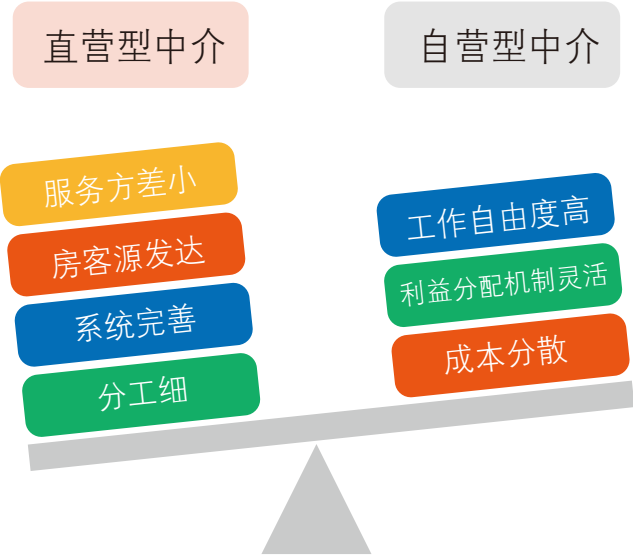 直营型中介
自营型中介
服务方差小
房客源发达
系统完善
分工细
工作自由度高
利益分配机制灵活
成本分散